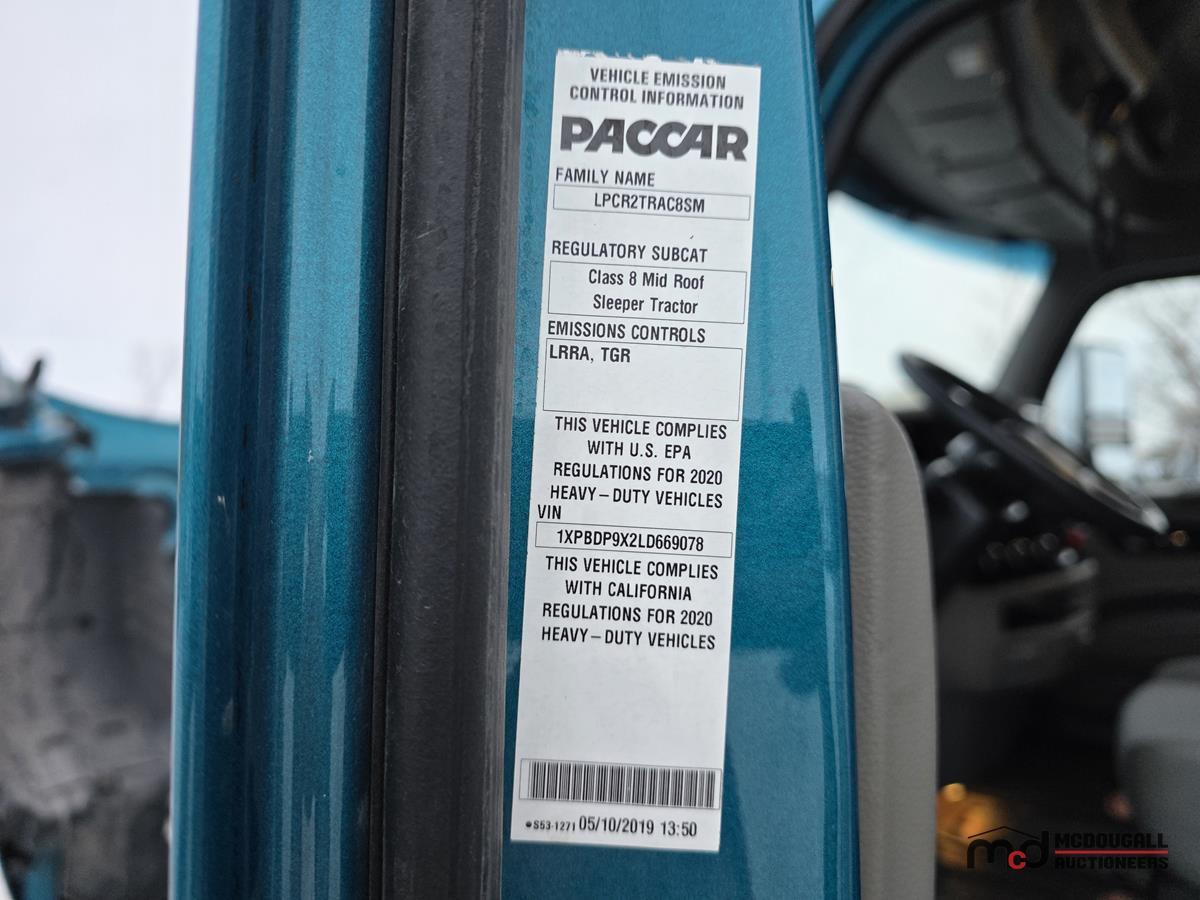 VEHICLE EMISSION
CONTROL INFORMATION
PACCAR
FAMILY NAME
LPCR2TRAC8SM
REGULATORY SUBCAT
Class 8 Mid Roof
Sleeper Tractor
EMISSIONS CONTROLS
LRRA, TGR
THIS VEHICLE COMPLIES
WITH U.S. EPA
REGULATIONS FOR 2020
HEAVY-DUTY VEHICLES
VIN
1XPBDP9X2LD669078
THIS VEHICLE COMPLIES
WITH CALIFORNIA
REGULATIONS FOR 2020
HEAVY-DUTY VEHICLES
S53-1271 05/10/2019 13:50
mcd MCDOUGALL
AUCTIONEERS